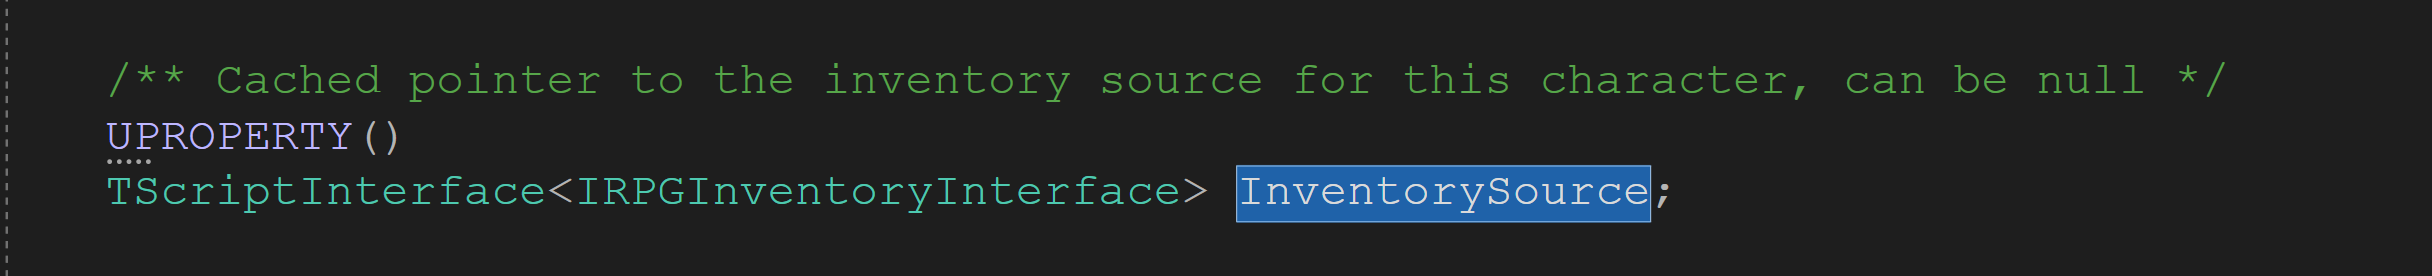 /** Cached pointer to the inventory source for this character, can be null */
UPROPERTY()
TScriptInterface<IRPGInventoryInterface> InventorySource;